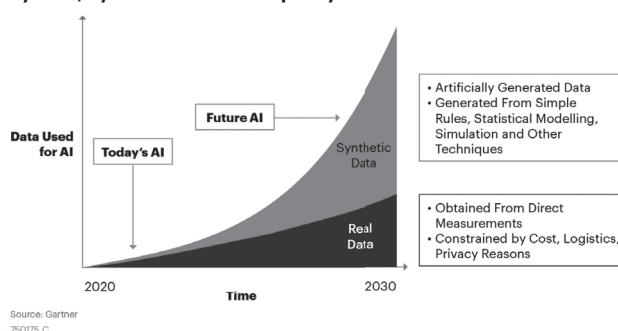 Future AI
Data Used
for AI
Today's AI
Synthetic
Data
Real
Data
2020
2030
Time
• Artificially Generated Data
• Generated From Simple
Rules, Statistical Modelling,
Simulation and Other
Techniques
• Obtained From Direct
Measurements
• Constrained by Cost, Logistics,
Privacy Reasons
Source: Gartner
750175_C